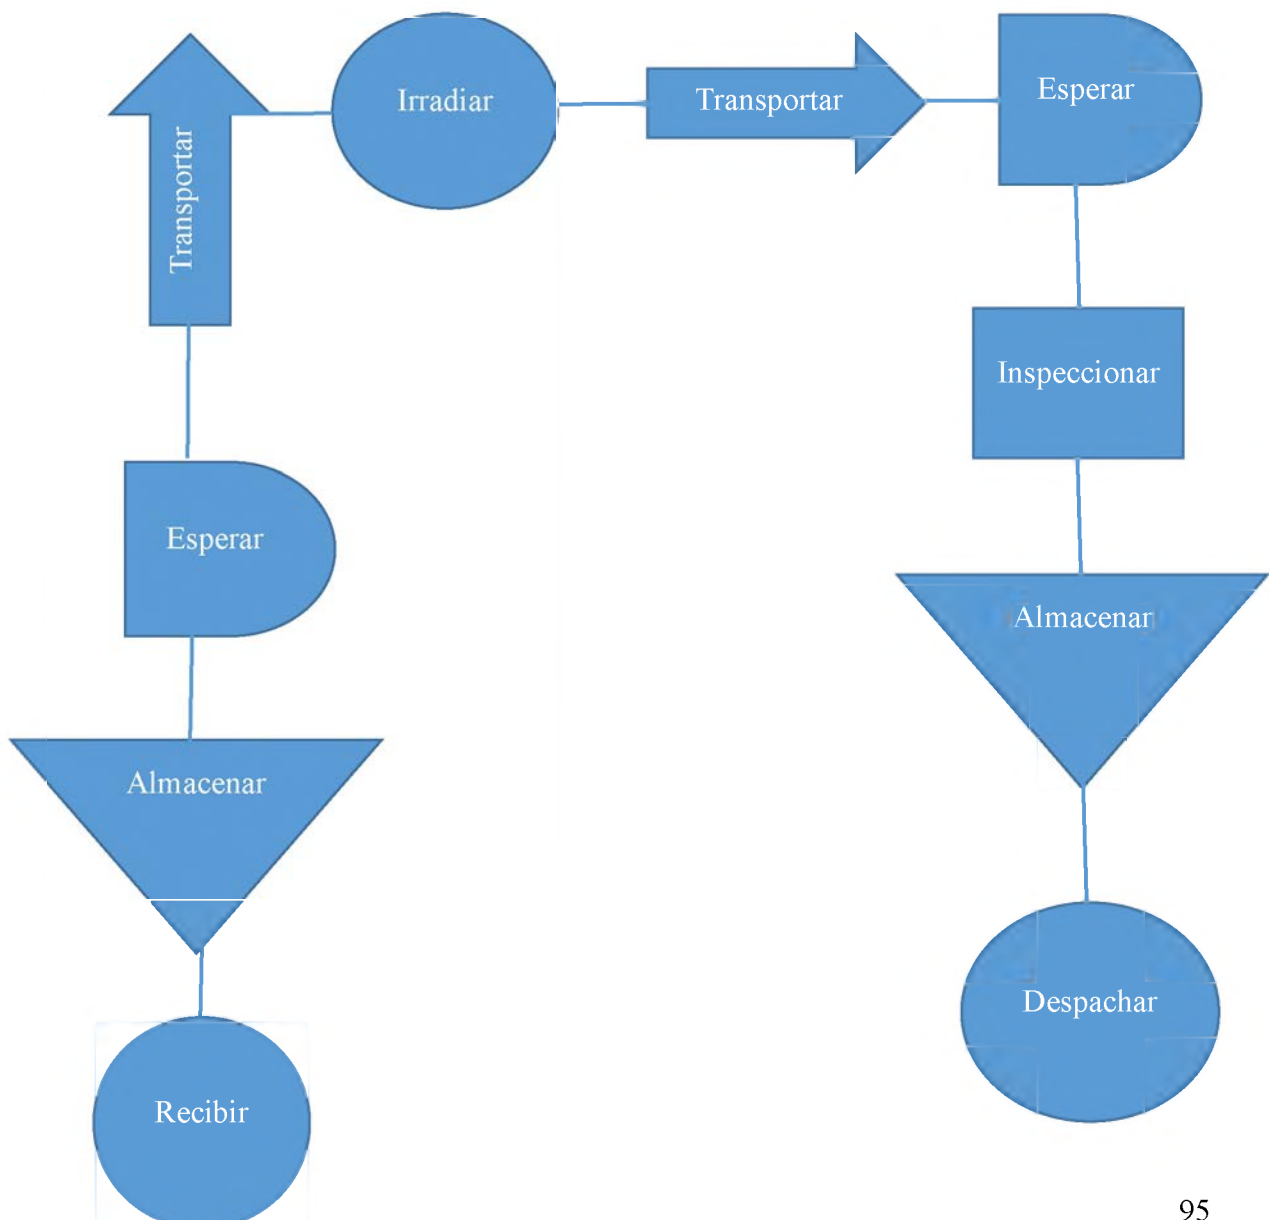 Irradiar
Transportar
Esperar
Transportar
Inspeccionar
Esperar
Almacenar
Almacenar
Despachar
Recibir
95